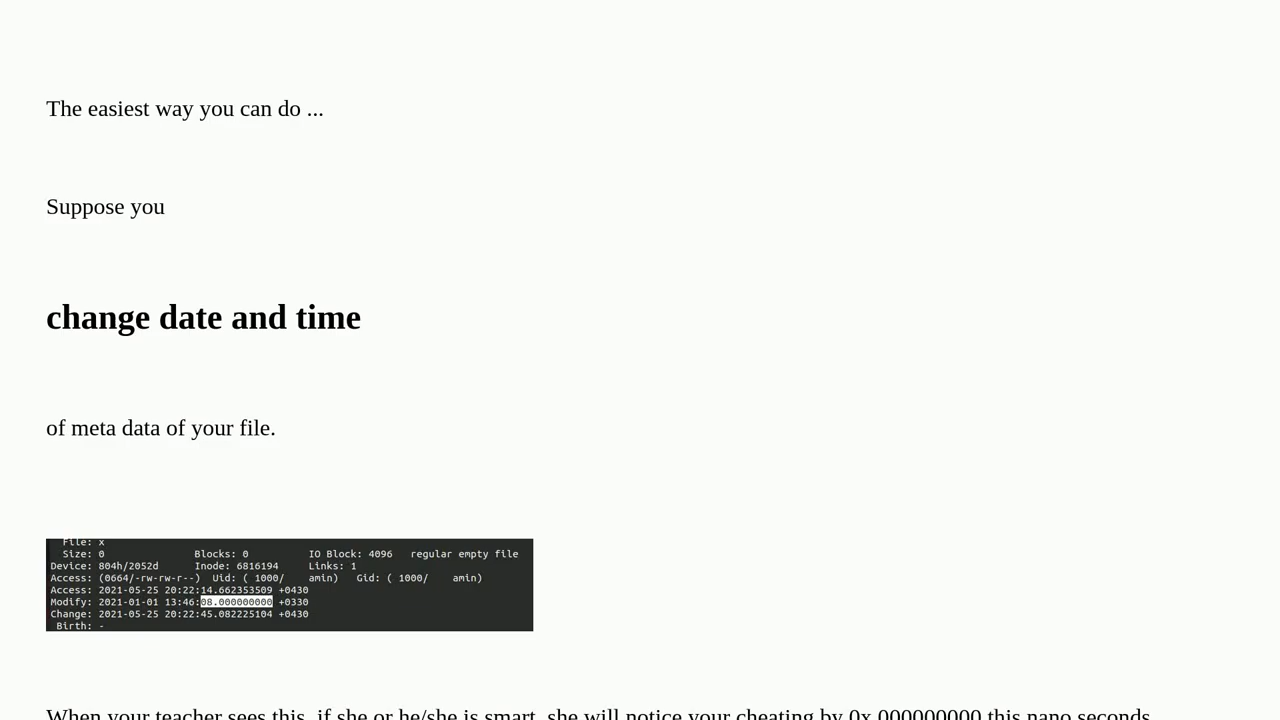 The easiest way you can do ...
Suppose you
change date and time
of meta data of your file.
File: x
Size: 0 Blocks: 0 IO Block: 4096 regular empty file
Device: 804h/2052d Inode: 6816194 Links: 1
Access: (0664/-rw-rw-r--) Uid: ( 1000/ amin) Gid: ( 1000/ amin)
Access: 2021-05-25 20:22:14.662353509 +0430
Modify: 2021-01-01 13:46:08.000000000 +0330
Change: 2021-05-25 20:22:45.082225104 +0430
Birth: -
When your teacher sees this, if she or he/she is smart, she will notice your cheating by 0x.000000000 this nano seconds